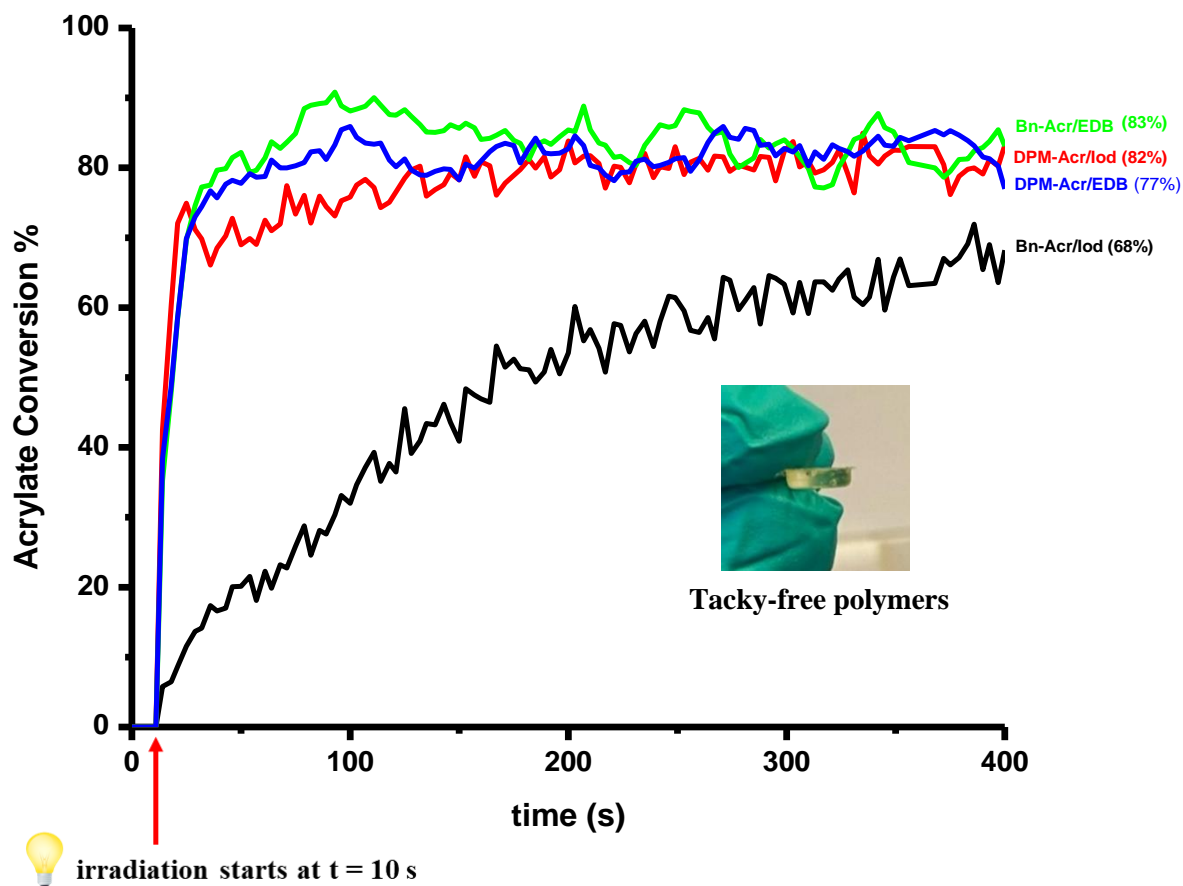 100
80
60
40
20
0
Acrylate Conversion %
Bn-Acr/EDB (83%)
DPM-Acr/Iod (82%)
DPM-Acr/EDB (77%)
Bn-Acr/Iod (68%)
Tacky-free polymers
0 100 200 300 400
time (s)
irradiation starts at t = 10 s